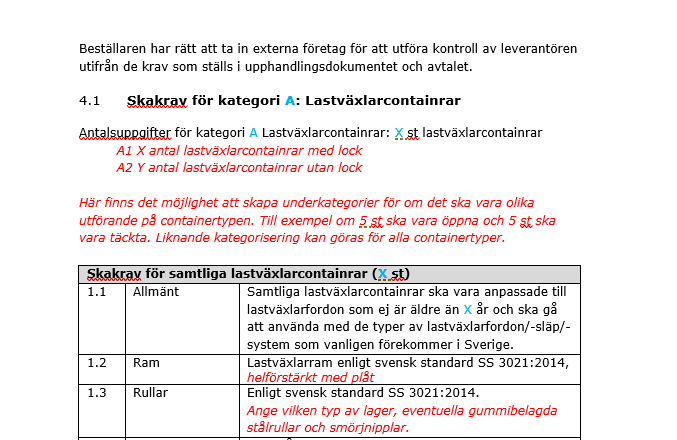 Beställaren har rätt att ta in externa företag för att utföra kontroll av leverantören
utifrån de krav som ställs i upphandlingsdokumentet och avtalet.
4.1 Skakrav för kategori A: Lastväxlarcontainrar
Antalsuppgifter för kategori A Lastväxlarcontainrar: X st lastväxlarcontainrar
A1 X antal lastväxlarcontainrar med lock
A2 Y antal lastväxlarcontainrar utan lock
Här finns det möjlighet att skapa underkategorier för om det ska vara olika
utförande på containertypen. Till exempel om 5 st ska vara öppna och 5 st ska
vara täckta. Liknande kategorisering kan göras för alla containertyper.
Skakrav för samtliga lastväxlarcontainrar (X st)
1.1 Allmänt Samtliga lastväxlarcontainrar ska vara anpassade till
lastväxlarfordon som ej är äldre än X år och ska gå
att använda med de typer av lastväxlarfordon/-släp/-
system som vanligen förekommer i Sverige.
1.2 Ram Lastväxlarram enligt svensk standard SS 3021:2014,
helförstärkt med plåt
1.3 Rullar Enligt svensk standard SS 3021:2014.
Ange vilken typ av lager, eventuella gummibelagda
stålrullar och smörjnipplar.